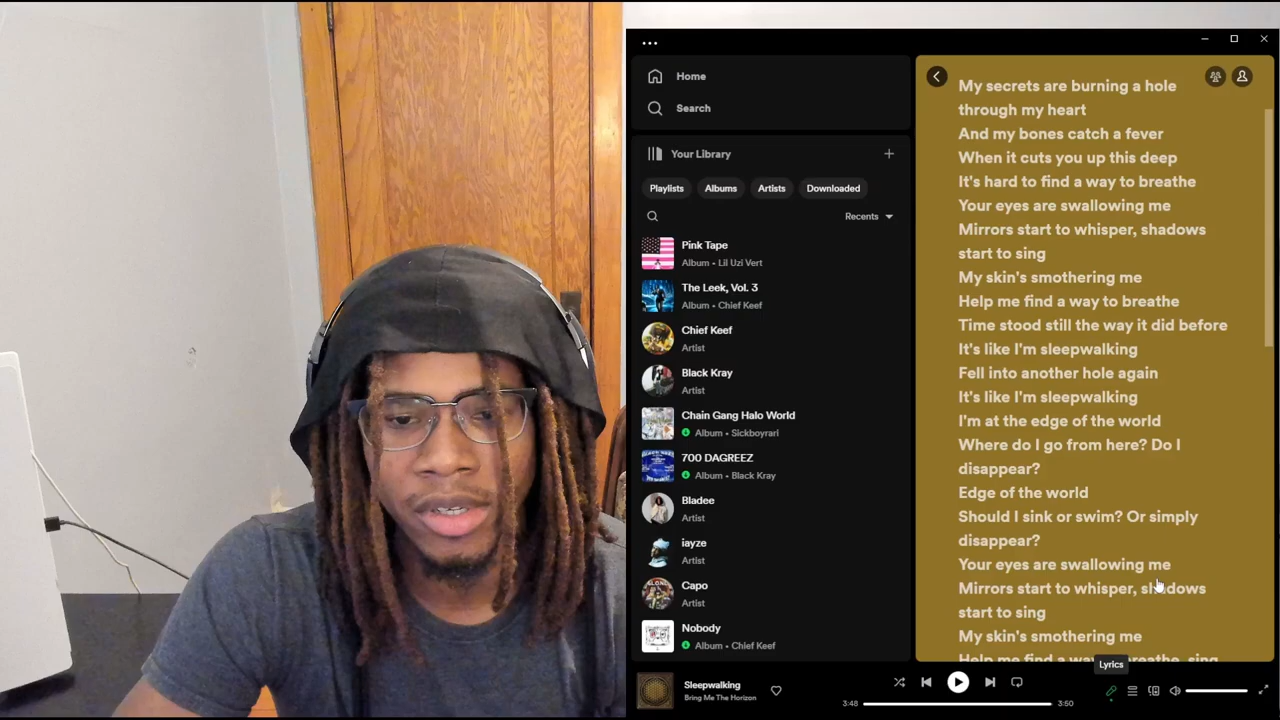 Home
Search
Your Library
Playlists
Albums
Artists
Downloaded
Recents
Pink Tape
Album • Lil Uzi Vert
The Leek, Vol. 3
Album • Chief Keef
Chief Keef
Artist
Black Kray
Artist
Chain Gang Halo World
Album • Sickboyrari
700 DAGREEZ
Album • Black Kray
Bladee
Artist
iayze
Artist
Capo
Artist
Nobody
Album • Chief Keef
My secrets are burning a hole
through my heart
And my bones catch a fever
When it cuts you up this deep
It's hard to find a way to breathe
Your eyes are swallowing me
Mirrors start to whisper, shadows
start to sing
My skin's smothering me
Help me find a way to breathe
Time stood still the way it did before
It's like I'm sleepwalking
Fell into another hole again
It's like I'm sleepwalking
I'm at the edge of the world
Where do I go from here? Do I
disappear?
Edge of the world
Should I sink or swim? Or simply
disappear?
Your eyes are swallowing me
Mirrors start to whisper, shadows
start to sing
My skin's smothering me
Help me find a way breathe, sing
Lyrics
Sleepwalking
Bring Me The Horizon
3:48
3:50